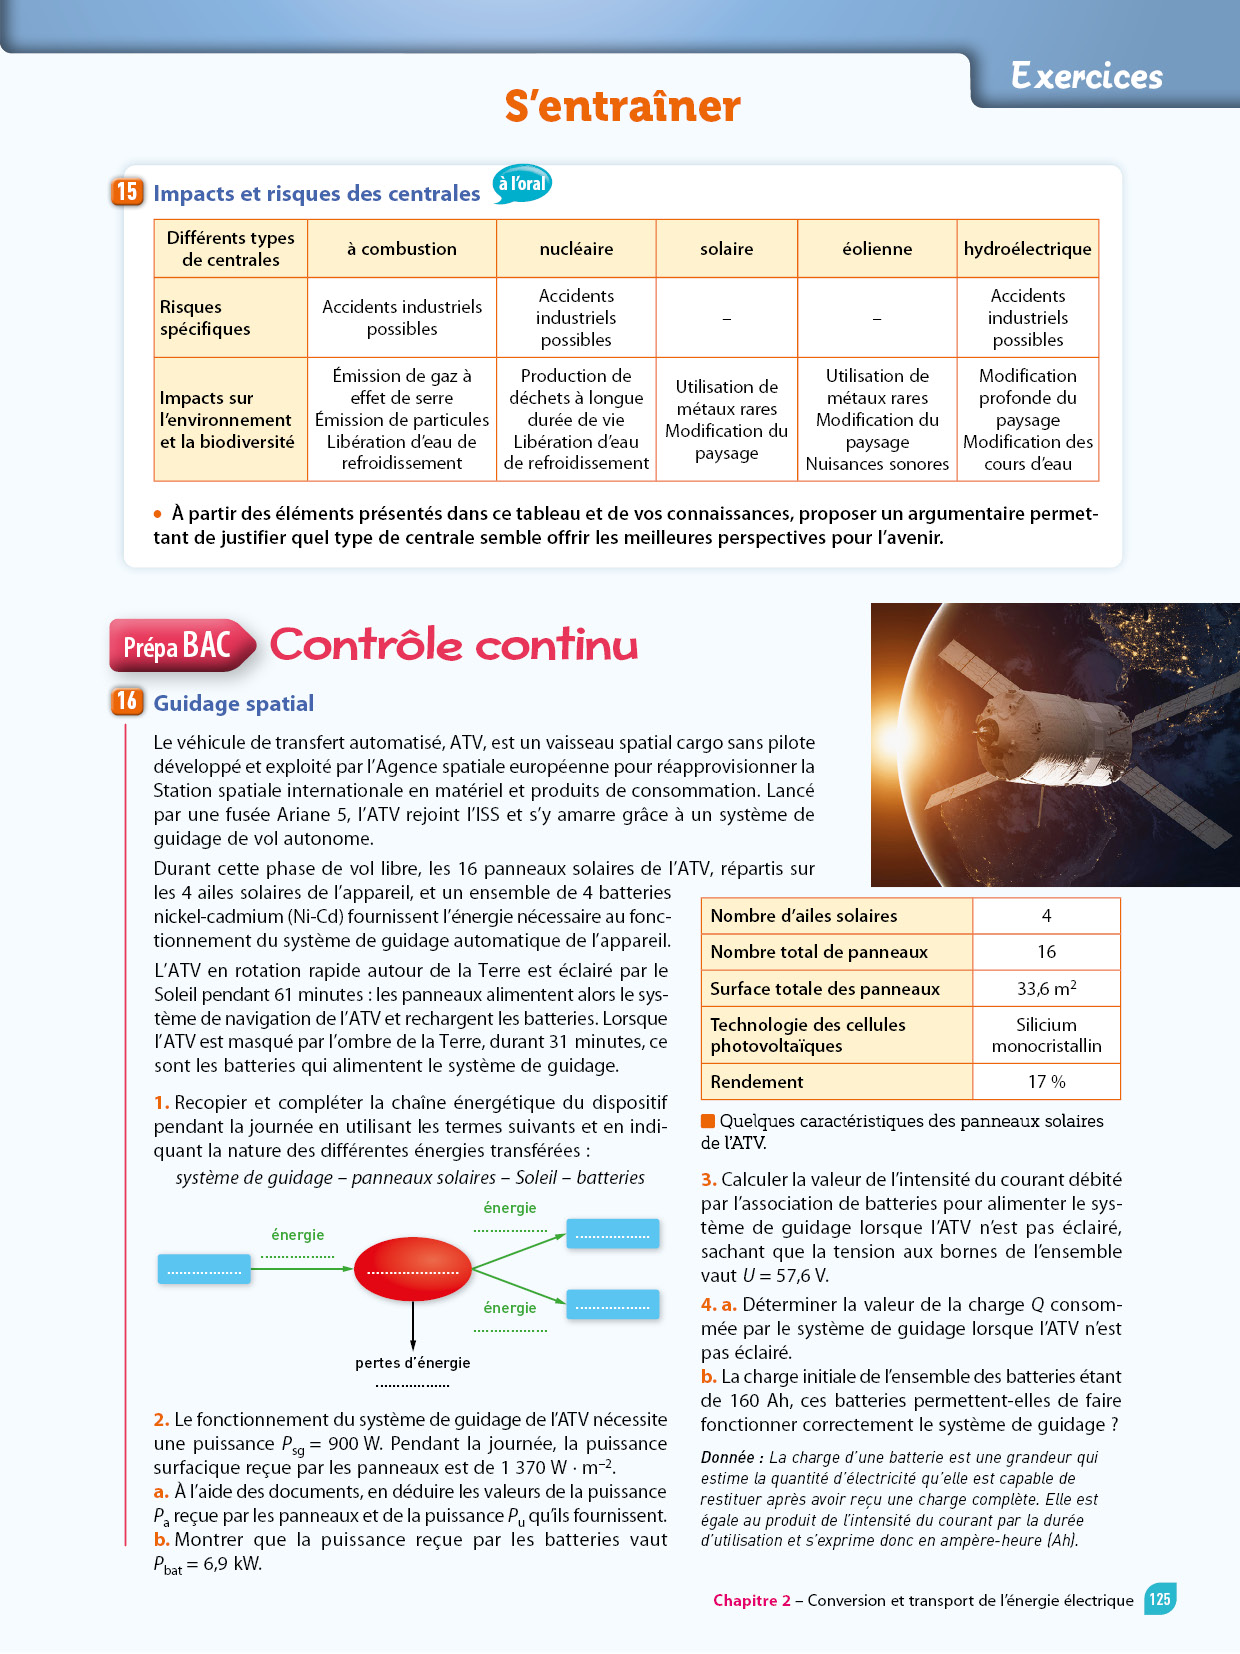 Exercices
S'entraîner
15 Impacts et risques des centrales à l'oral
Différents types de centrales
à combustion
nucléaire
solaire
éolienne
hydroélectrique
Risques spécifiques
Accidents industriels possibles
Accidents industriels possibles
–
–
Accidents industriels possibles
Impacts sur l'environnement et la biodiversité
Émission de gaz à effet de serre
Émission de particules
Libération d'eau de refroidissement
Production de déchets à longue durée de vie
Libération d'eau de refroidissement
Utilisation de métaux rares
Modification du paysage
Utilisation de métaux rares
Modification du paysage
Nuisances sonores
Modification profonde du paysage
Modification des cours d'eau
• À partir des éléments présentés dans ce tableau et de vos connaissances, proposer un argumentaire permet-
tant de justifier quel type de centrale semble offrir les meilleures perspectives pour l'avenir.
Prépa BAC Contrôle continu
16 Guidage spatial
Le véhicule de transfert automatisé, ATV, est un vaisseau spatial cargo sans pilote
développé et exploité par l'Agence spatiale européenne pour réapprovisionner la
Station spatiale internationale en matériel et produits de consommation. Lancé
par une fusée Ariane 5, l'ATV rejoint l'ISS et s'y amarre grâce à un système de
guidage de vol autonome.
Durant cette phase de vol libre, les 16 panneaux solaires de l'ATV, répartis sur
les 4 ailes solaires de l'appareil, et un ensemble de 4 batteries
nickel-cadmium (Ni-Cd) fournissent l'énergie nécessaire au fonc-
tionnement du système de guidage automatique de l'appareil.
L'ATV en rotation rapide autour de la Terre est éclairé par le
Soleil pendant 61 minutes : les panneaux alimentent alors le sys-
tème de navigation de l'ATV et rechargent les batteries. Lorsque
l'ATV est masqué par l'ombre de la Terre, durant 31 minutes, ce
sont les batteries qui alimentent le système de guidage.
1. Recopier et compléter la chaîne énergétique du dispositif
pendant la journée en utilisant les termes suivants et en indi-
quant la nature des différentes énergies transférées :
système de guidage – panneaux solaires – Soleil – batteries
énergie
..................
énergie
..................
..................
..................
......................
énergie
..................
..................
pertes d'énergie
..................
2. Le fonctionnement du système de guidage de l'ATV nécessite
une puissance Psg = 900 W. Pendant la journée, la puissance
surfacique reçue par les panneaux est de 1 370 W · m–2.
a. À l'aide des documents, en déduire les valeurs de la puissance
Pa reçue par les panneaux et de la puissance Pu qu'ils fournissent.
b. Montrer que la puissance reçue par les batteries vaut
Pbat = 6,9 kW.
Nombre d'ailes solaires 4
Nombre total de panneaux 16
Surface totale des panneaux 33,6 m2
Technologie des cellules photovoltaïques
Silicium monocristallin
Rendement 17 %
Quelques caractéristiques des panneaux solaires
de l'ATV.
3. Calculer la valeur de l'intensité du courant débité
par l'association de batteries pour alimenter le sys-
tème de guidage lorsque l'ATV n'est pas éclairé,
sachant que la tension aux bornes de l'ensemble
vaut U = 57,6 V.
4. a. Déterminer la valeur de la charge Q consom-
mée par le système de guidage lorsque l'ATV n'est
pas éclairé.
b. La charge initiale de l'ensemble des batteries étant
de 160 Ah, ces batteries permettent-elles de faire
fonctionner correctement le système de guidage ?
Donnée : La charge d'une batterie est une grandeur qui
estime la quantité d'électricité qu'elle est capable de
restituer après avoir reçu une charge complète. Elle est
égale au produit de l'intensité du courant par la durée
d'utilisation et s'exprime donc en ampère-heure (Ah).
Chapitre 2 – Conversion et transport de l'énergie électrique 125